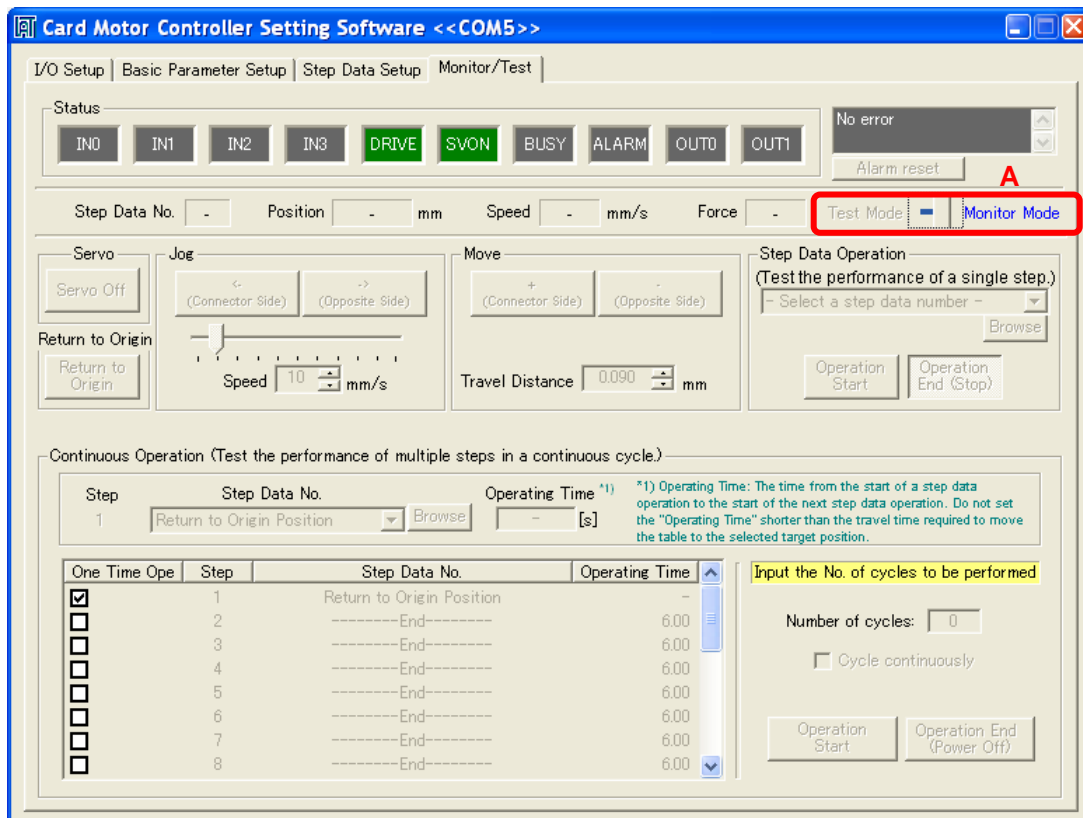 Card Motor Controller Setting Software <<COM5>>
I/O Setup Basic Parameter Setup Step Data Setup Monitor/Test
Status
IN0 IN1 IN2 IN3 DRIVE SVON BUSY ALARM OUT0 OUT1
No error
Alarm reset
A
Step Data No. - Position - mm Speed - mm/s Force - Test Mode Monitor Mode
Servo
Servo Off
Return to Origin
Return to
Origin
Jog
<-
(Connector Side)
->
(Opposite Side)
Speed 10 mm/s
Move
+
(Connector Side)
-
(Opposite Side)
Travel Distance 0.090 mm
Step Data Operation
(Test the performance of a single step.)
- Select a step data number -
Browse
Operation
Start
Operation
End (Stop)
Continuous Operation (Test the performance of multiple steps in a continuous cycle.)
Step Step Data No. Operating Time *1)
1 Return to Origin Position Browse - [s]
*1) Operating Time: The time from the start of a step data
operation to the start of the next step data operation. Do not set
the "Operating Time" shorter than the travel time required to move
the table to the selected target position.
One Time Ope Step Step Data No. Operating Time
1 Return to Origin Position -
2 --------End-------- 6.00
3 --------End-------- 6.00
4 --------End-------- 6.00
5 --------End-------- 6.00
6 --------End-------- 6.00
7 --------End-------- 6.00
8 --------End-------- 6.00
Input the No. of cycles to be performed
Number of cycles: 0
Cycle continuously
Operation
Start
Operation End
(Power Off)